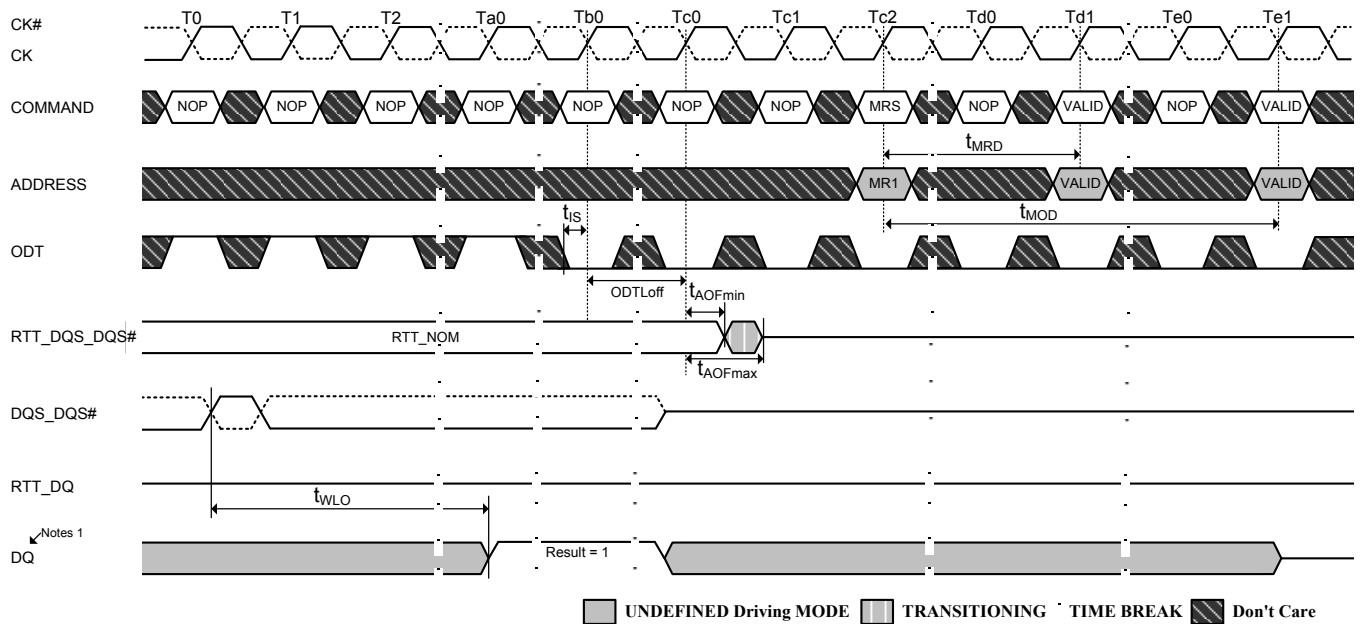 T0 T1 T2 Ta0 Tb0 Tc0 Tc1 Tc2 Td0 Td1 Te0 Te1
CK#
CK
COMMAND NOP NOP NOP NOP NOP NOP NOP MRS NOP VALID NOP VALID
tMRD
ADDRESS MR1 VALID VALID
tIS tMOD
ODT
ODTLoff tAOFmin
RTT_DQS_DQS# RTT_NOM
tAOFmax
DQS_DQS#
RTT_DQ
tWLO
Notes 1
DQ Result = 1
UNDEFINED Driving MODE TRANSITIONING TIME BREAK Don't Care